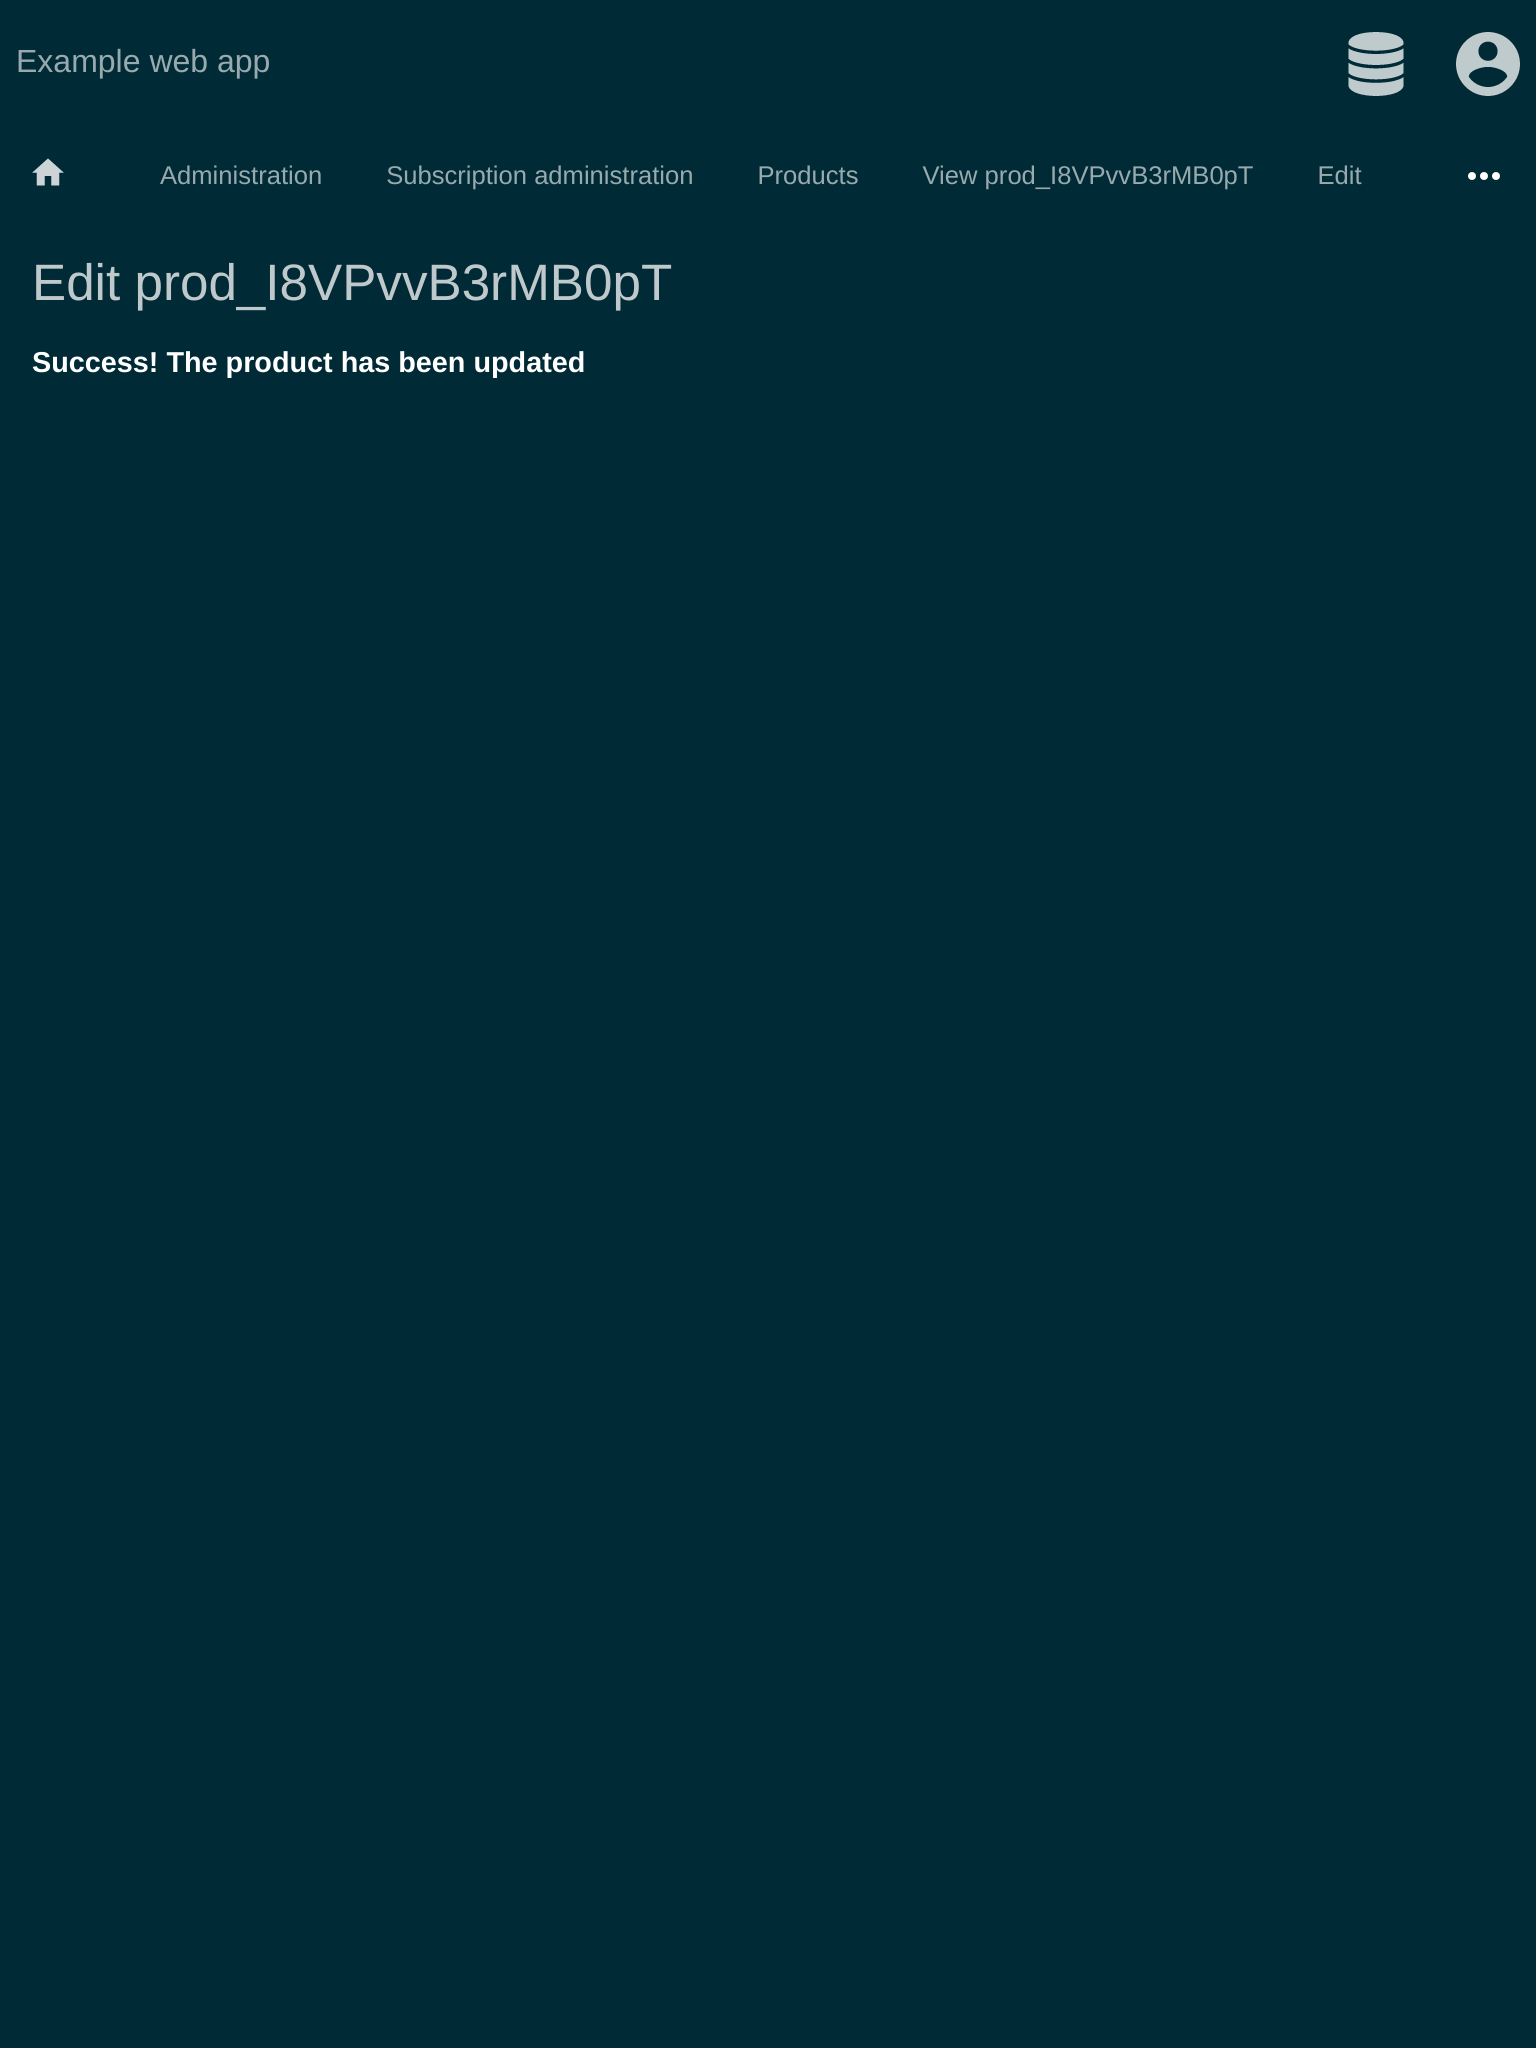 Example web app
Administration Subscription administration Products View prod_I8VPvvB3rMB0pT Edit
Edit prod_I8VPvvB3rMB0pT
Success! The product has been updated